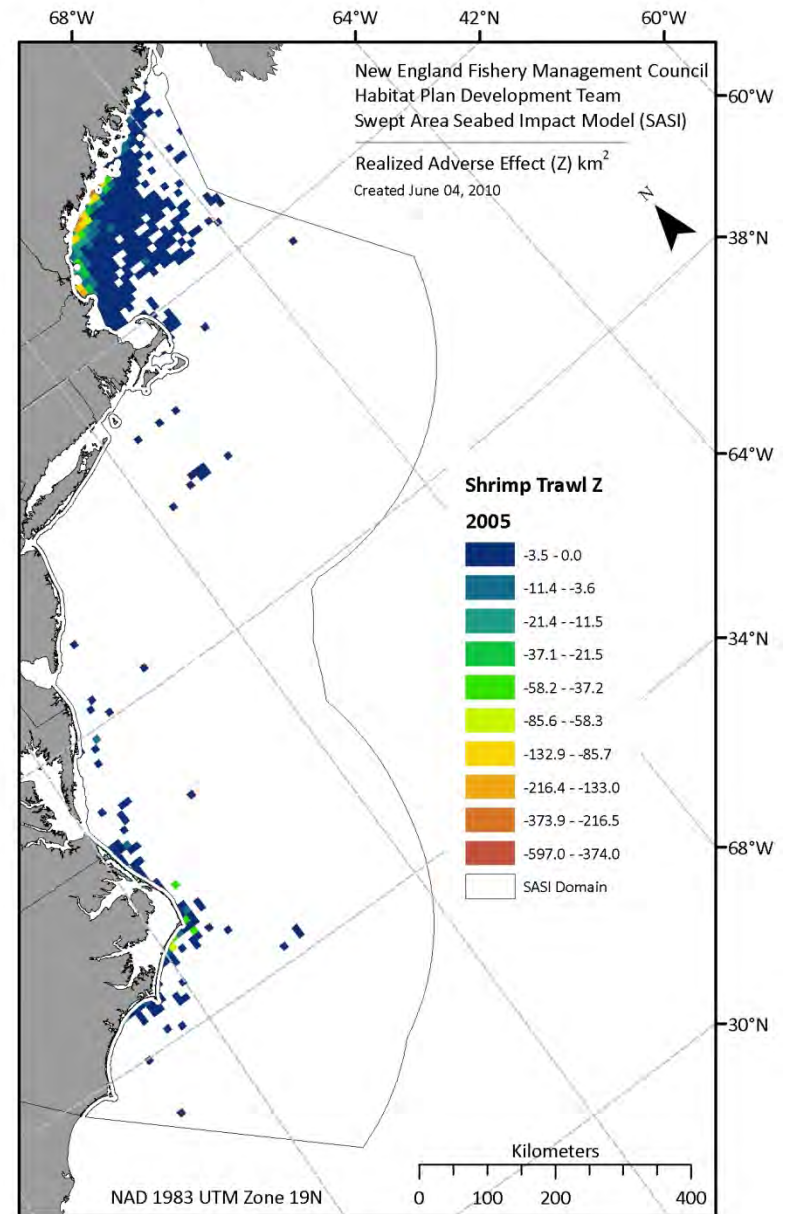 68°W 64°W 42°N 60°W
New England Fishery Management Council
Habitat Plan Development Team
Swept Area Seabed Impact Model (SASI)
Realized Adverse Effect (Z) km²
Created June 04, 2010
60°W
N
38°N
64°W
Shrimp Trawl Z
2005
-3.5 - 0.0
-11.4 - -3.6
-21.4 - -11.5
-37.1 - -21.5
-58.2 - -37.2
-85.6 - -58.3
-132.9 - -85.7
-216.4 - -133.0
-373.9 - -216.5
-597.0 - -374.0
SASI Domain
34°N
68°W
30°N
Kilometers
0 100 200 400
NAD 1983 UTM Zone 19N